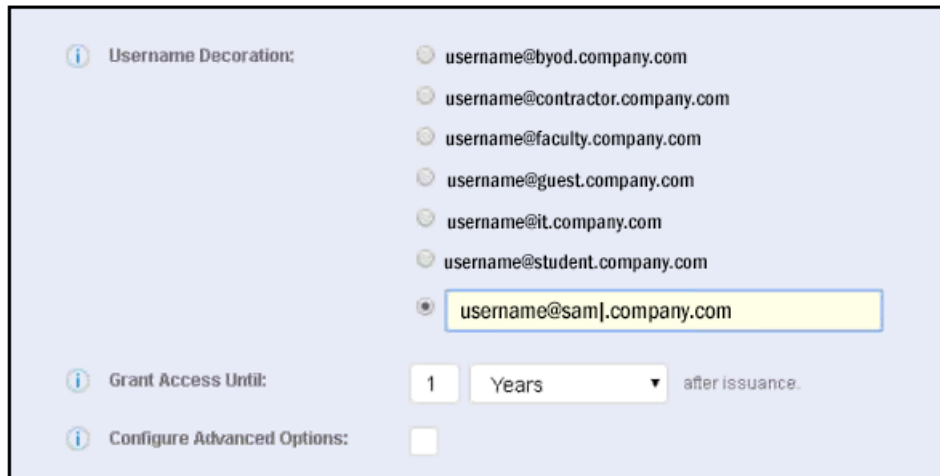 i Username Decoration:
username@byod.company.com
username@contractor.company.com
username@faculty.company.com
username@guest.company.com
username@it.company.com
username@student.company.com
username@sam|.company.com
i Grant Access Until: 1 Years after issuance.
i Configure Advanced Options: